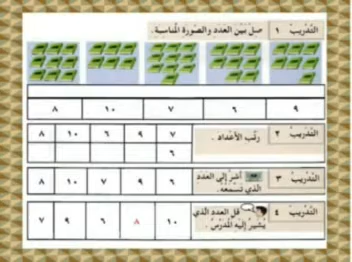 التدريب ١ صل بين العدد والصورة المناسبة.
٩ ٦ ٧ ١٠ ٨
التدريب ٢ رتب الأعداد.
٧ ٩ ٦ ١٠ ٨
٦
التدريب ٣ أشر إلى العدد الذي تسمعه.
٦ ٩ ٧ ١٠ ٨
التدريب ٤ قل العدد الذي يشير إليه المدرس.
١٠ ٨ ٦ ٩ ٧